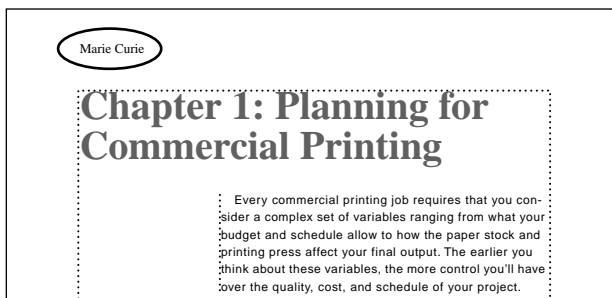 Marie Curie
Chapter 1: Planning for
Commercial Printing
Every commercial printing job requires that you con-
sider a complex set of variables ranging from what your
budget and schedule allow to how the paper stock and
printing press affect your final output. The earlier you
think about these variables, the more control you'll have
over the quality, cost, and schedule of your project.